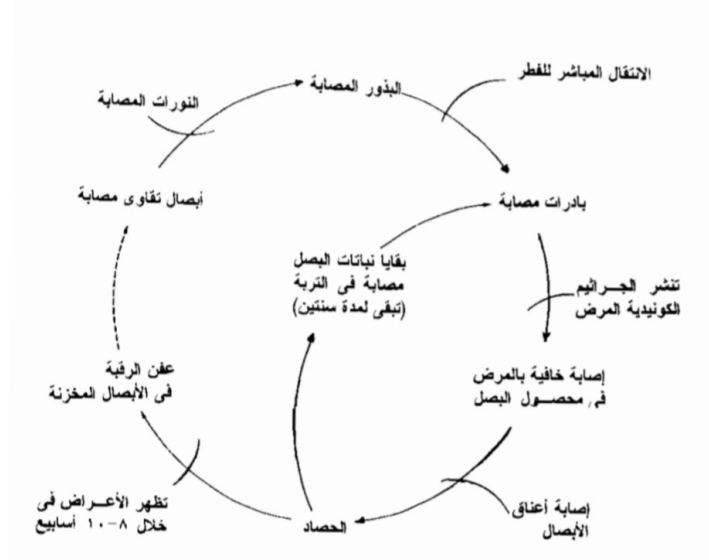 البذور المصابة
الانتقال المباشر للفطر
بادرات مصابة
تنشر الجراثيم
الكونيدية المرض
إصابة خافية بالمرض
فى محصول البصل
إصابة أعناق
الأبصال
الحصاد
بقايا نباتات البصل
مصابة فى التربة
(تبقى لمدة سنتين)
تظهر الأعراض فى
خلال ٨-١٠ أسابيع
عفن الرقبة
فى الأبصال المخزنة
أبصال تقاوى مصابة
النورات المصابة